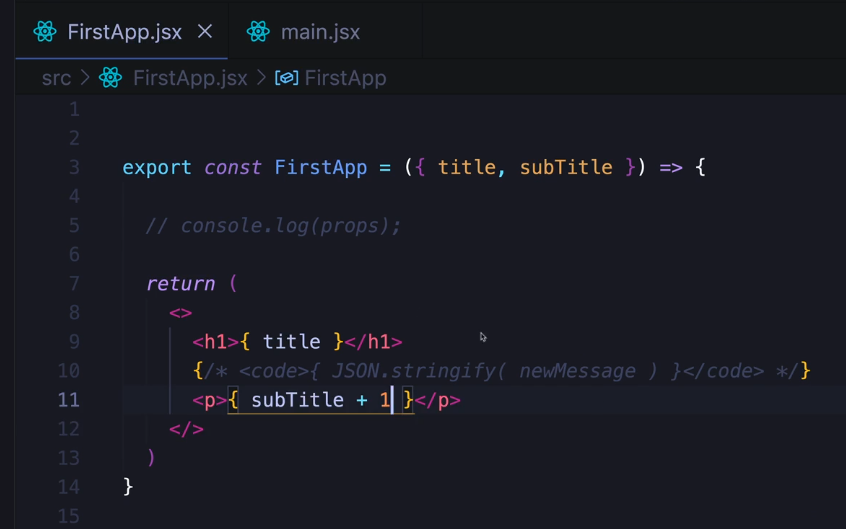 FirstApp.jsx × main.jsx
src > FirstApp.jsx > FirstApp
1
2
3 export const FirstApp = ({ title, subTitle }) => {
4
5 // console.log(props);
6
7 return (
8 <>
9 <h1>{ title }</h1>
10 {/* <code>{ JSON.stringify( newMessage ) }</code> */}
11 <p>{ subTitle + 1 }</p>
12 </>
13 )
14 }
15